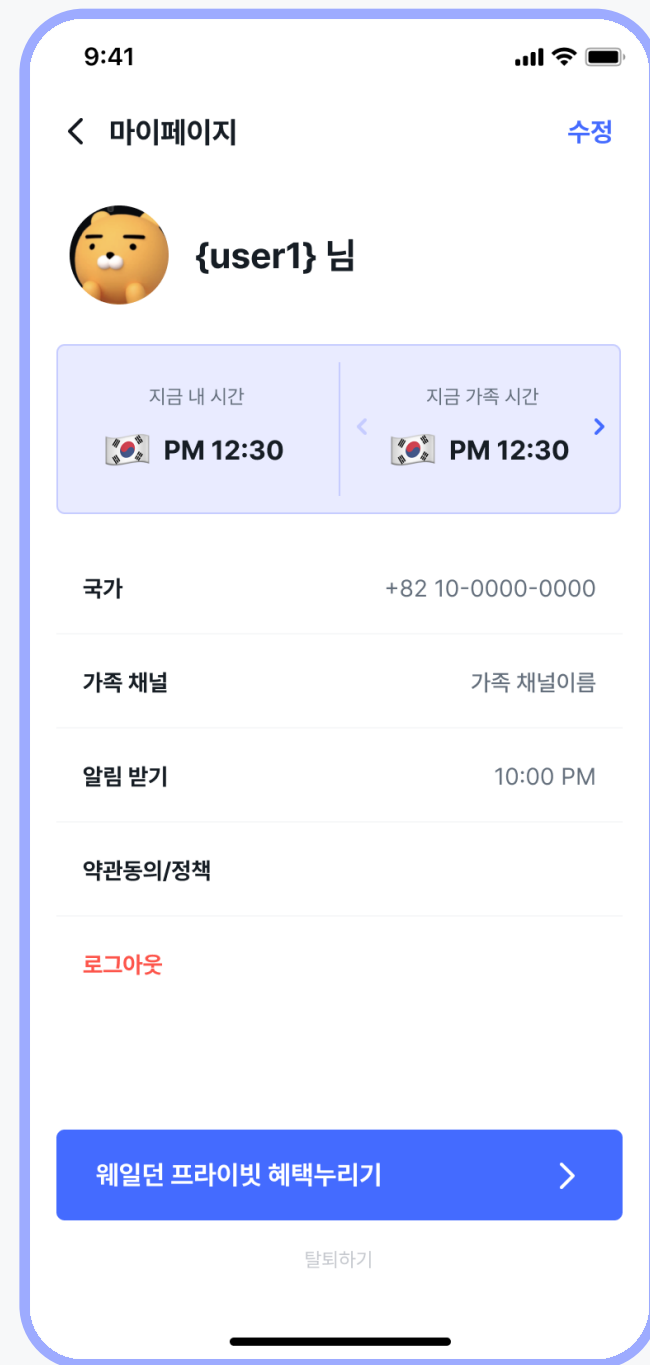 9:41
마이페이지 수정
{user1} 님
지금 내 시간 지금 가족 시간
PM 12:30 PM 12:30
국가 +82 10-0000-0000
가족 채널 가족 채널이름
알림 받기 10:00 PM
약관동의/정책
로그아웃
웨일던 프라이빗 혜택누리기
탈퇴하기